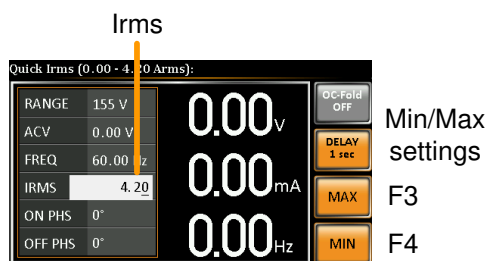 Irms
Quick Irms (0.00 - 4.20 Arms):
RANGE 155 V
ACV 0.00 V
FREQ 60.00 Hz
IRMS 4.20
ON PHS 0°
OFF PHS 0°
0.00V
0.00mA
0.00Hz
OC-Fold
OFF
DELAY
1 sec
MAX
MIN
Min/Max
settings
F3
F4